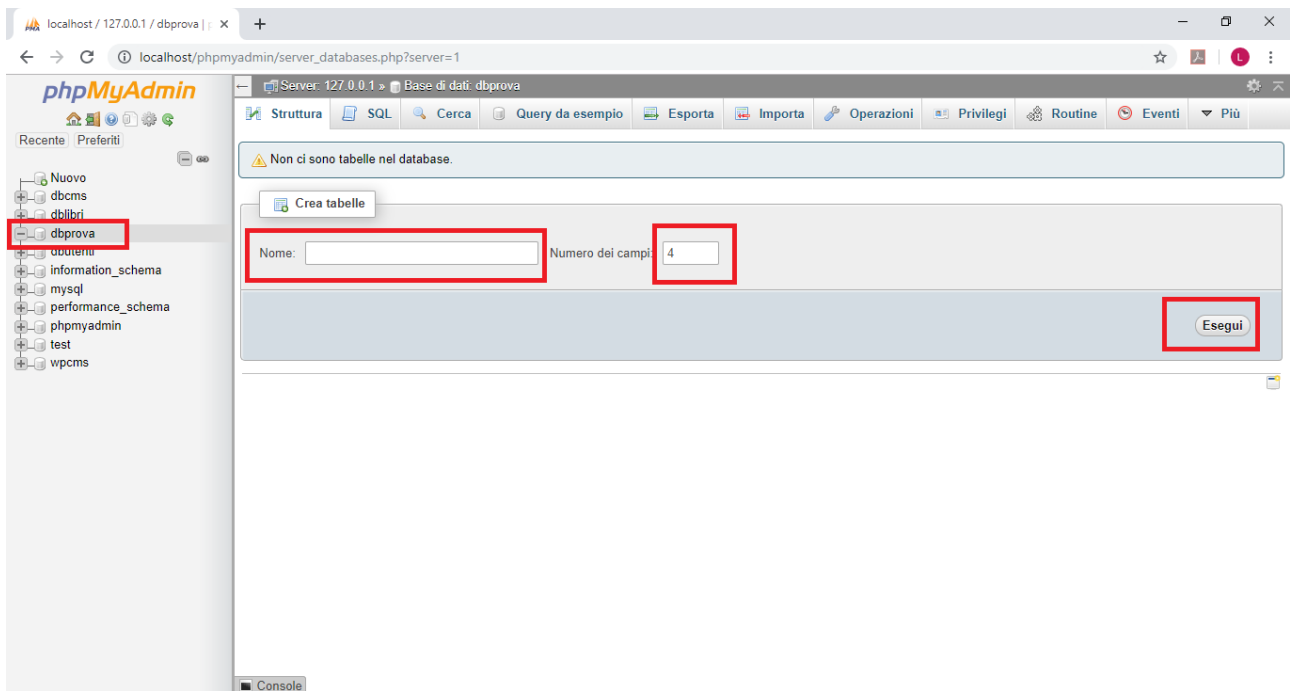 localhost / 127.0.0.1 / dbprova |
localhost/phpmyadmin/server_databases.php?server=1
L
phpMyAdmin
Recente Preferiti
Nuovo
dbcms
dblibri
dbprova
dbutenti
information_schema
mysql
performance_schema
phpmyadmin
test
wpcms
Server: 127.0.0.1 » Base di dati: dbprova
Struttura SQL Cerca Query da esempio Esporta Importa Operazioni Privilegi Routine Eventi Più
Non ci sono tabelle nel database.
Crea tabelle
Nome: Numero dei campi: 4
Esegui
Console